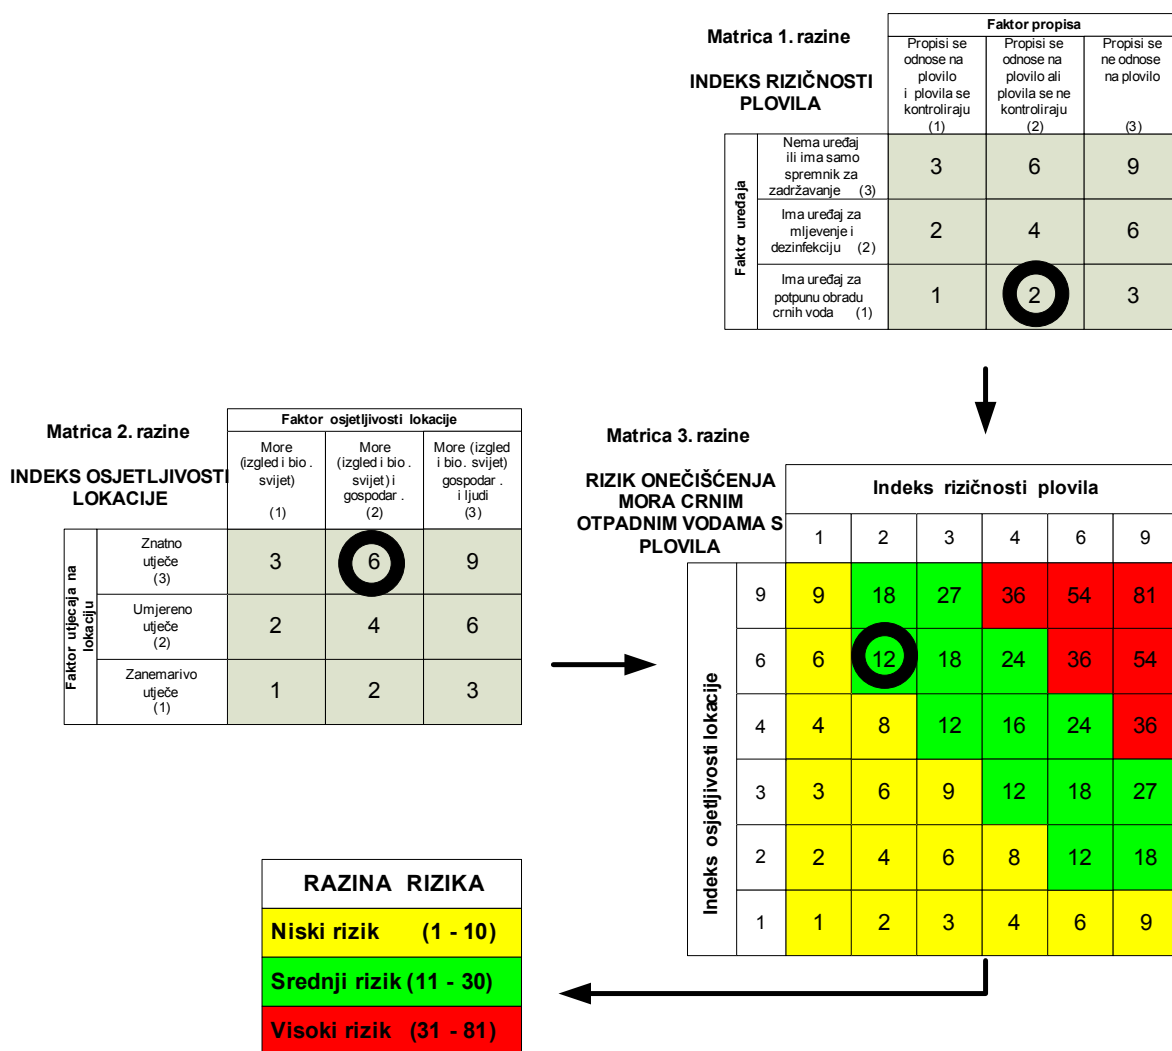 Matrica 1. razine
INDEKS RIZIČNOSTI
PLOVILA
Faktor propisa
Propisi se
odnose na
plovilo
i plovila se
kontroliraju
(1)
Propisi se
odnose na
plovilo ali
plovila se ne
kontroliraju
(2)
Propisi se
ne odnose
na plovilo
(3)
Faktor uređaja
Nema uređaj
ili ima samo
spremnik za
zadržavanje (3)
3 6 9
Ima uređaj za
mljevenje i
dezinfekciju (2)
2 4 6
Ima uređaj za
potpunu obradu
crnih voda (1)
1 2 3
Matrica 2. razine
INDEKS OSJETLJIVOSTI
LOKACIJE
Faktor osjetljivosti lokacije
More
(izgled i bio.
svijet)
(1)
More
(izgled i bio.
svijet) i
gospodar.
(2)
More (izgled
i bio. svijet)
gospodar.
i ljudi
(3)
Faktor utjecaja na
lokaciju
Znatno
utječe
(3)
3 6 9
Umjereno
utječe
(2)
2 4 6
Zanemarivo
utječe
(1)
1 2 3
Matrica 3. razine
RIZIK ONEČIŠĆENJA
MORA CRNIM
OTPADNIM VODAMA S
PLOVILA
Indeks rizičnosti plovila
1 2 3 4 6 9
Indeks osjetljivosti lokacije
9 9 18 27 36 54 81
6 6 12 18 24 36 54
4 4 8 12 16 24 36
3 3 6 9 12 18 27
2 2 4 6 8 12 18
1 1 2 3 4 6 9
RAZINA RIZIKA
Niski rizik (1 - 10)
Srednji rizik (11 - 30)
Visoki rizik (31 - 81)